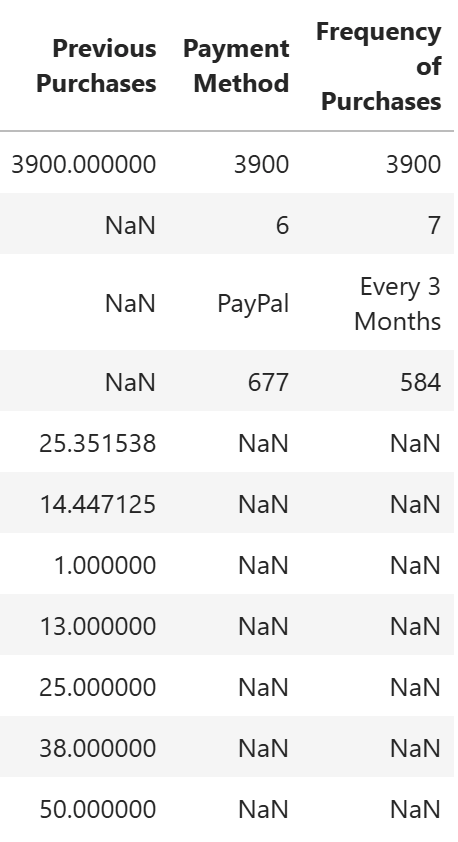 Previous Purchases Payment Method Frequency of Purchases
3900.000000 3900 3900
NaN 6 7
NaN PayPal Every 3 Months
NaN 677 584
25.351538 NaN NaN
14.447125 NaN NaN
1.000000 NaN NaN
13.000000 NaN NaN
25.000000 NaN NaN
38.000000 NaN NaN
50.000000 NaN NaN